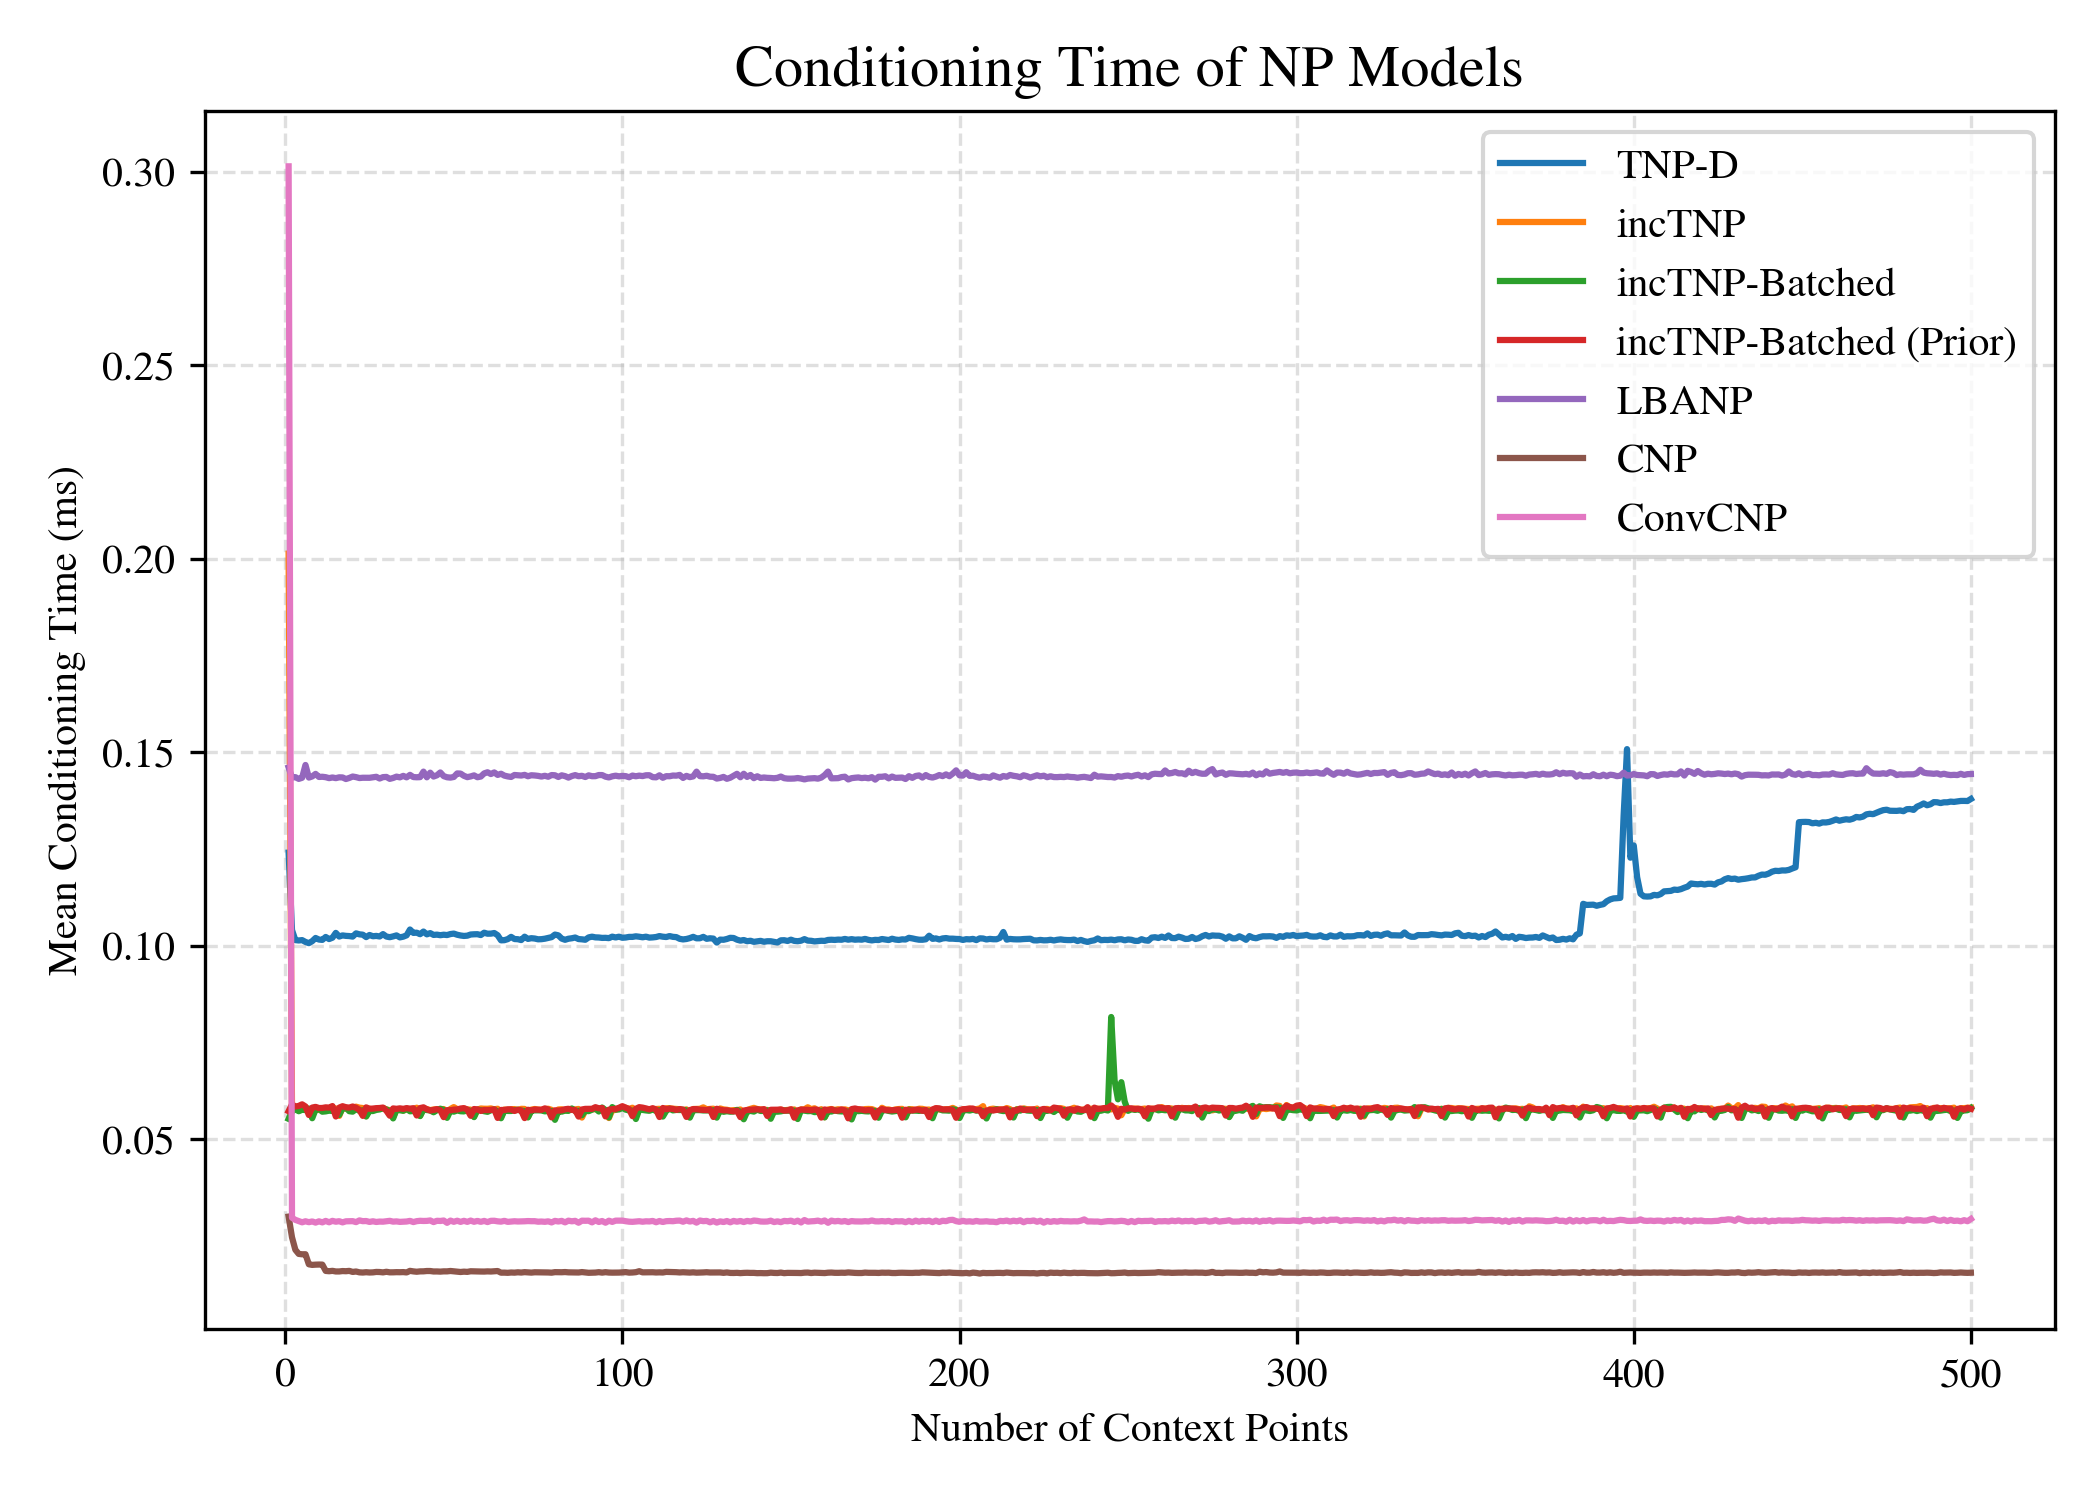 Conditioning Time of NP Models
0.30
0.25
0.20
0.15
0.10
0.05
Mean Conditioning Time (ms)
TNP-D
incTNP
incTNP-Batched
incTNP-Batched (Prior)
LBANP
CNP
ConvCNP
0 100 200 300 400 500
Number of Context Points